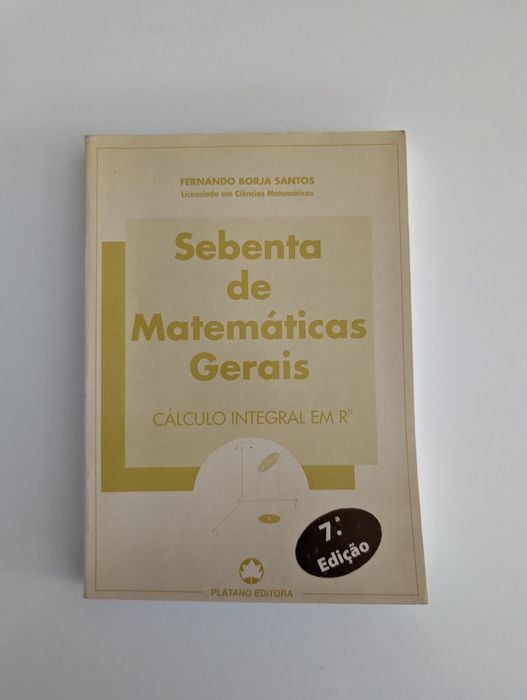 FERNANDO BORJA SANTOS
Licenciado em Ciências Matemáticas
Sebenta
de
Matemáticas
Gerais
CÁLCULO INTEGRAL EM Rⁿ
7.ª
Edição
PLÁTANO EDITORA